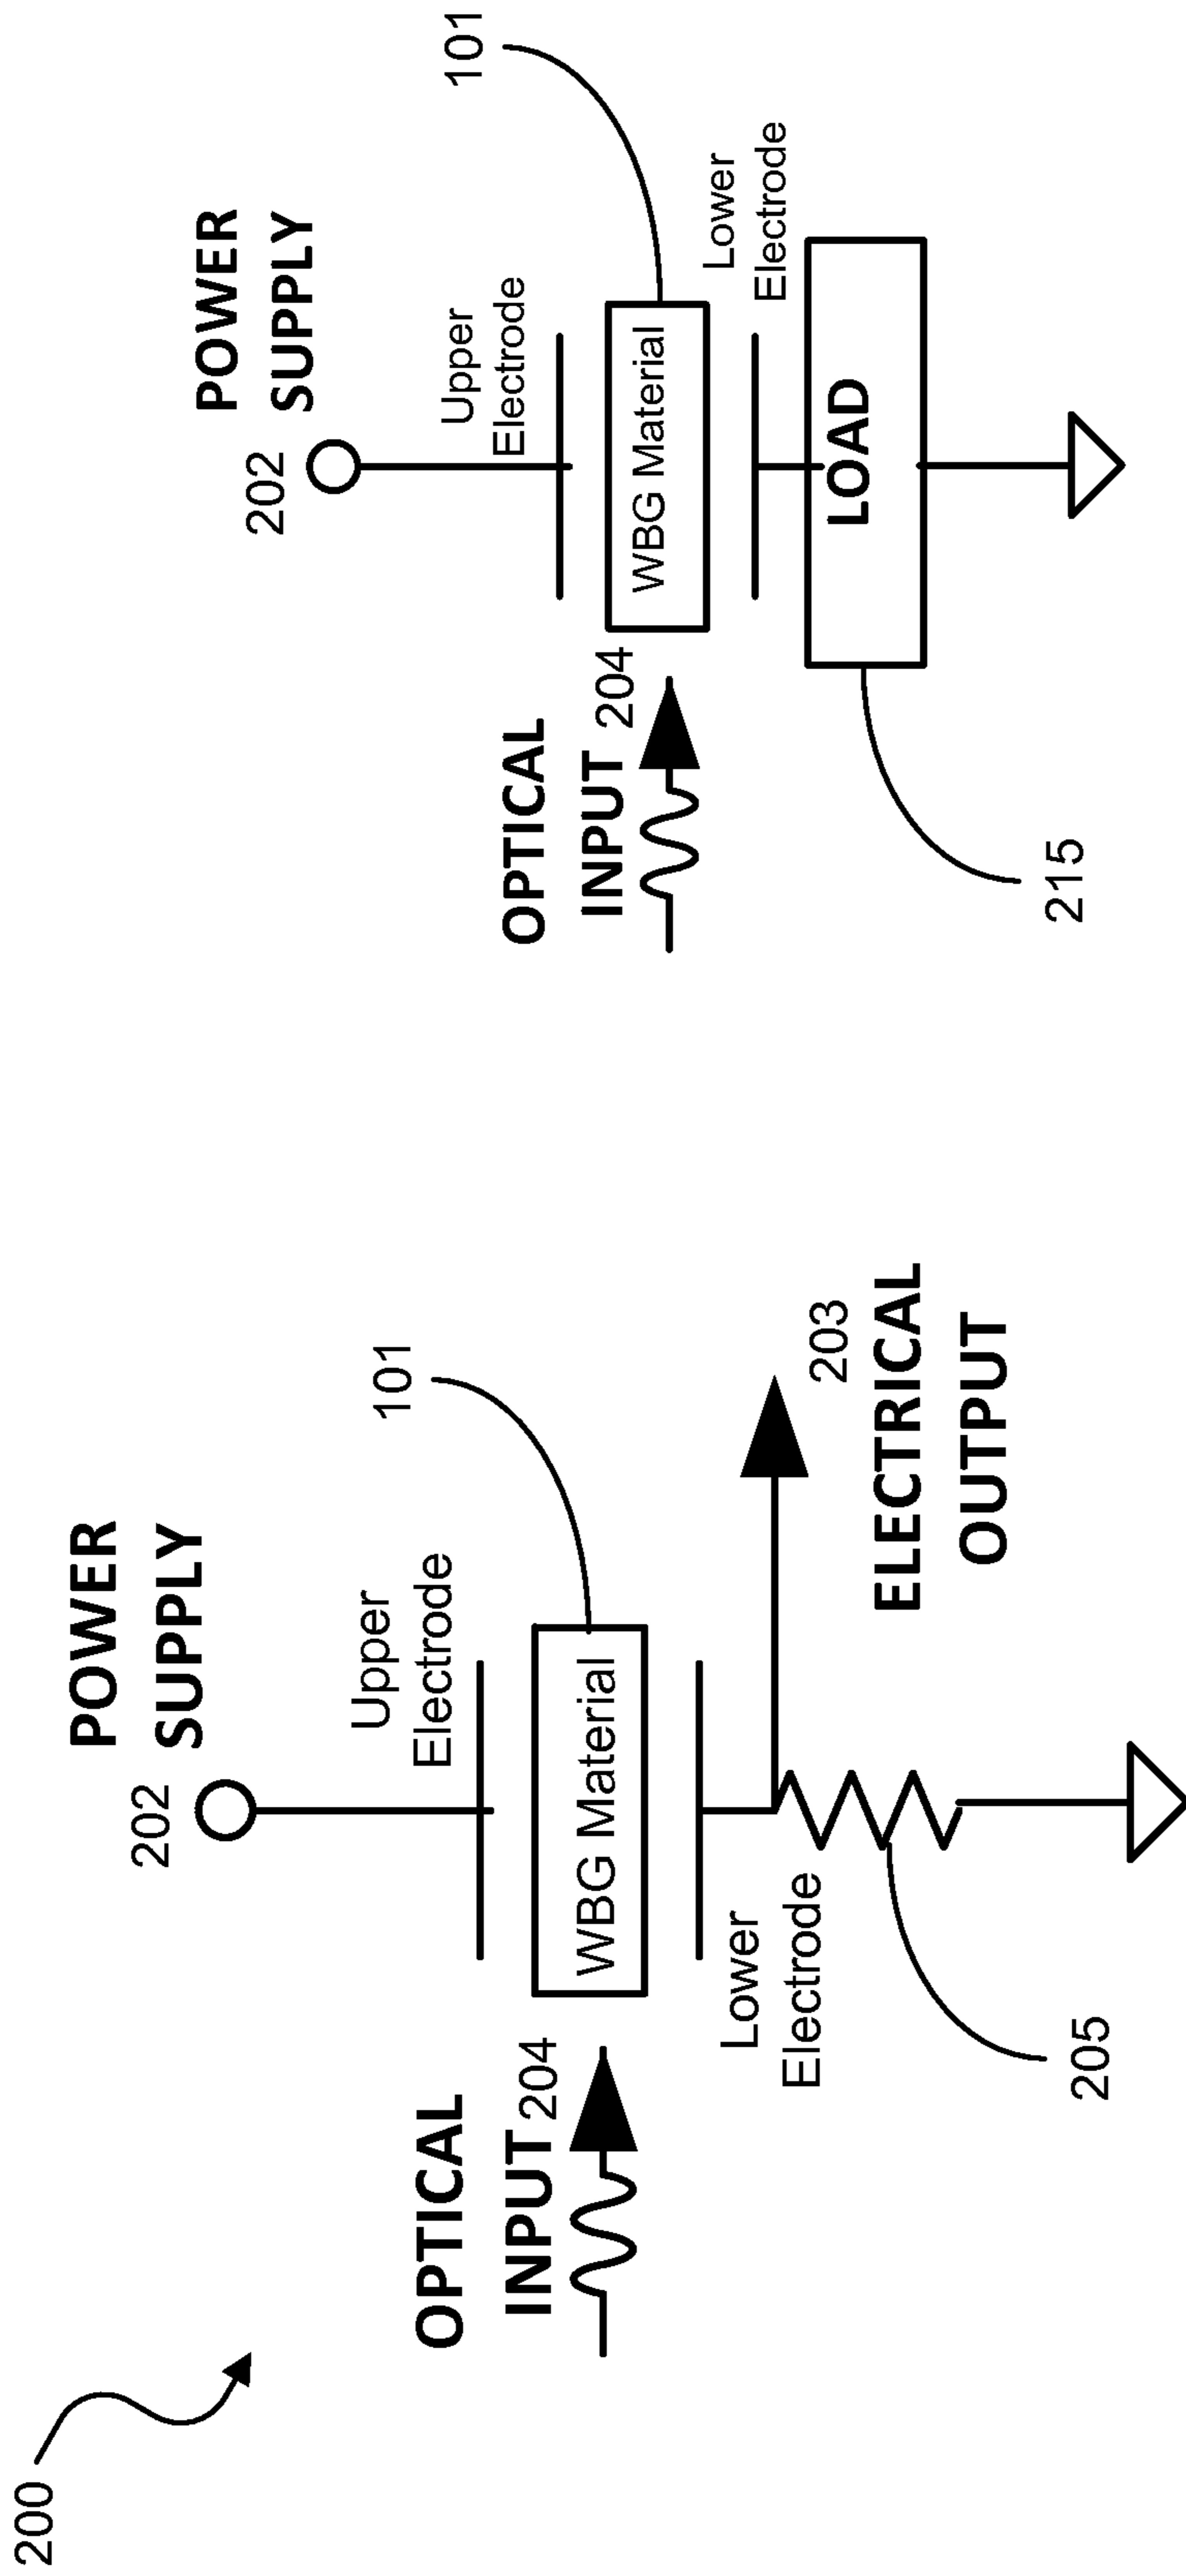 200
POWER
SUPPLY
202
Upper
Electrode
101
WBG Material
OPTICAL
INPUT 204
Lower
Electrode
203
ELECTRICAL
OUTPUT
205
POWER
SUPPLY
202
Upper
Electrode
101
WBG Material
OPTICAL
INPUT 204
Lower
Electrode
LOAD
215